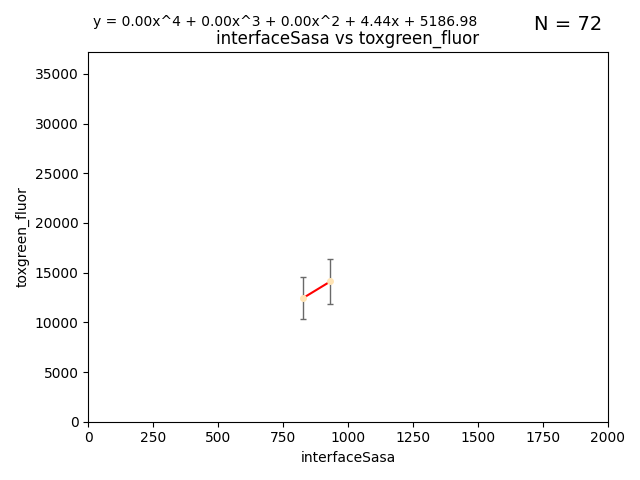 y = 0.00x^4 + 0.00x^3 + 0.00x^2 + 4.44x + 5186.98
N = 72
interfaceSasa vs toxgreen_fluor
35000
30000
25000
20000
15000
10000
5000
0
toxgreen_fluor
0 250 500 750 1000 1250 1500 1750 2000
interfaceSasa